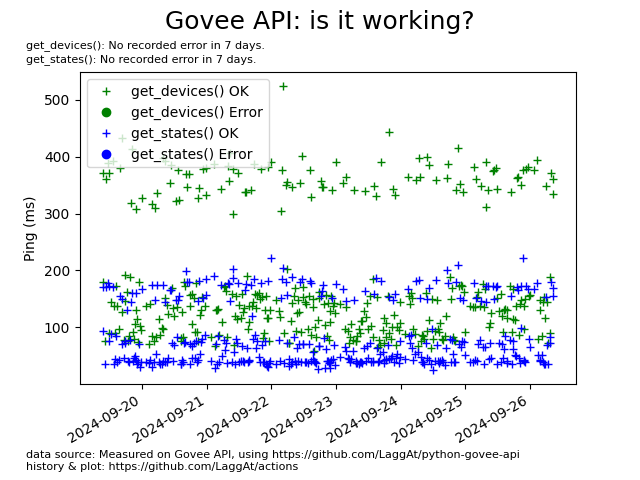 Govee API: is it working?
get_devices(): No recorded error in 7 days.
get_states(): No recorded error in 7 days.
get_devices() OK
get_devices() Error
get_states() OK
get_states() Error
Ping (ms)
500
400
300
200
100
2024-09-20
2024-09-21
2024-09-22
2024-09-23
2024-09-24
2024-09-25
2024-09-26
data source: Measured on Govee API, using https://github.com/LaggAt/python-govee-api
history & plot: https://github.com/LaggAt/actions